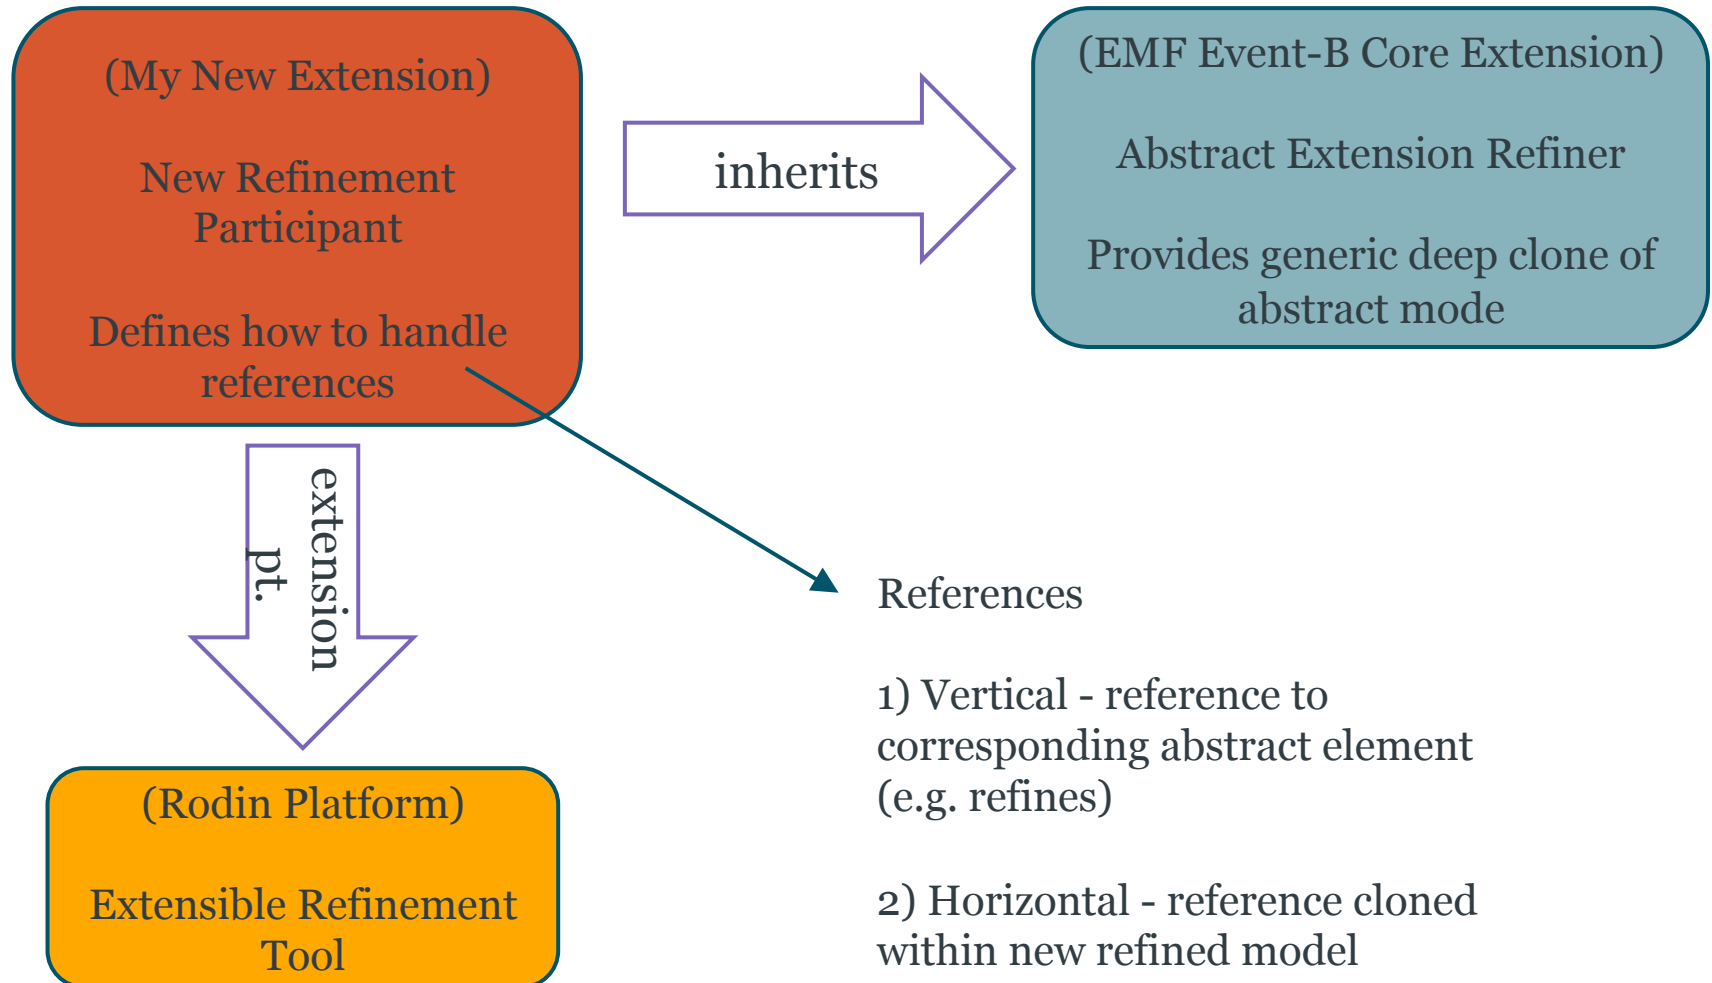 (My New Extension)
New Refinement
Participant
Defines how to handle
references
inherits
(EMF Event-B Core Extension)
Abstract Extension Refiner
Provides generic deep clone of
abstract mode
extension
pt.
(Rodin Platform)
Extensible Refinement
Tool
References
1) Vertical - reference to
corresponding abstract element
(e.g. refines)
2) Horizontal - reference cloned
within new refined model